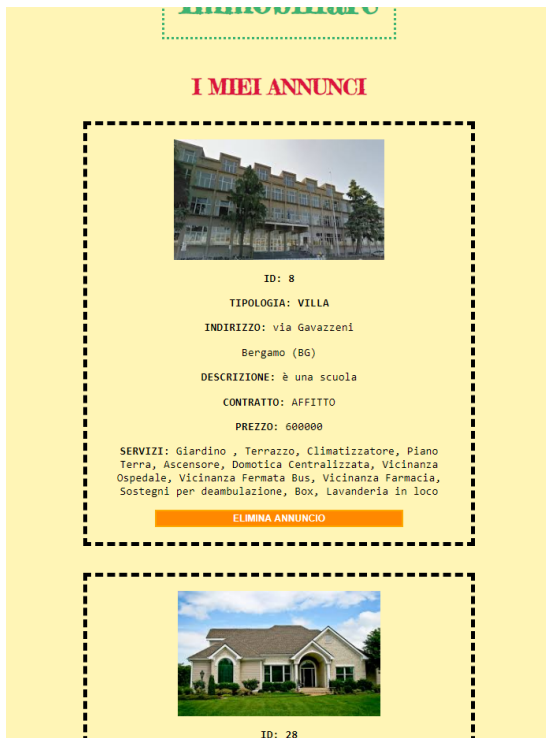 I MIEI ANNUNCI
ID: 8
TIPOLOGIA: VILLA
INDIRIZZO: via Gavazzeni
Bergamo (BG)
DESCRIZIONE: è una scuola
CONTRATTO: AFFITTO
PREZZO: 600000
SERVIZI: Giardino , Terrazzo, Climatizzatore, Piano
Terra, Ascensore, Domotica Centralizzata, Vicinanza
Ospedale, Vicinanza Fermata Bus, Vicinanza Farmacia,
Sostegni per deambulazione, Box, Lavanderia in loco
ELIMINA ANNUNCIO
ID: 28